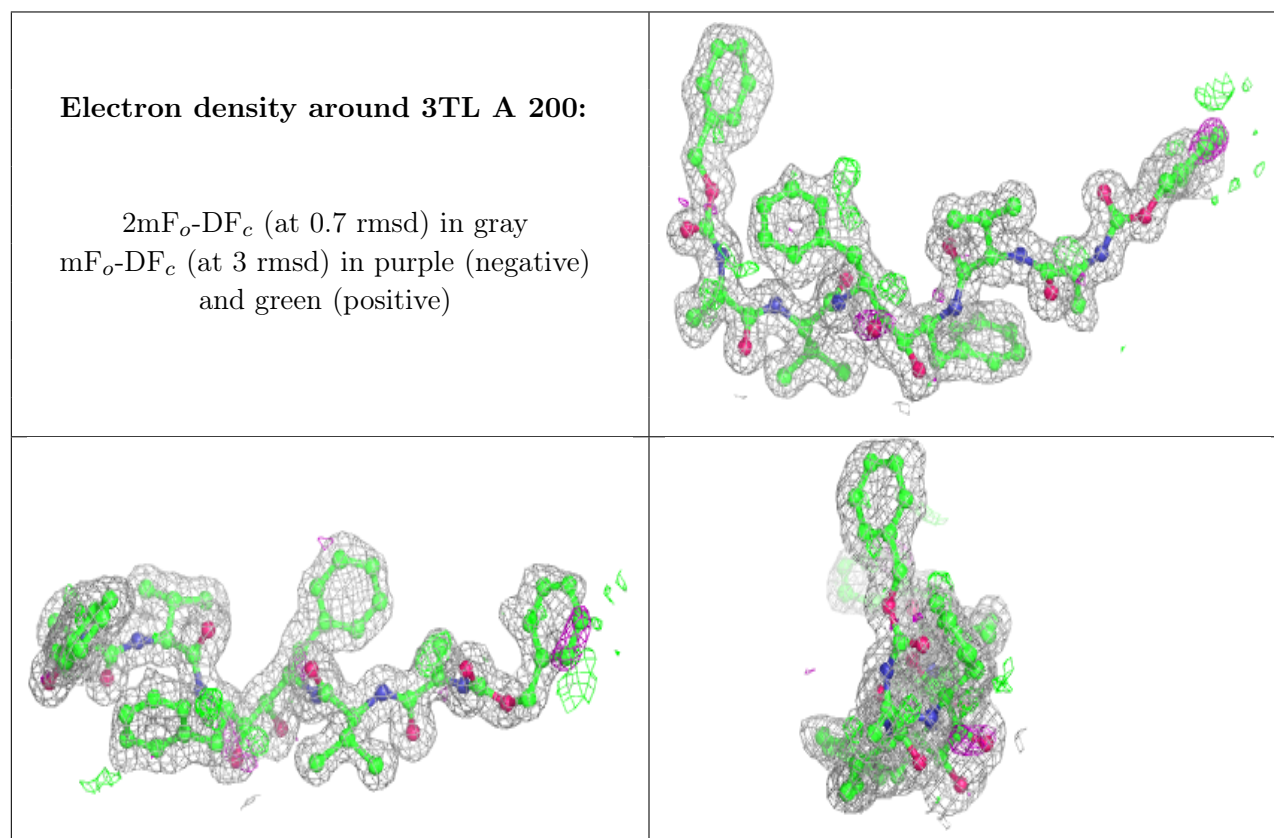 Electron density around 3TL A 200:
2mFo-DFc (at 0.7 rmsd) in gray
mFo-DFc (at 3 rmsd) in purple (negative)
and green (positive)